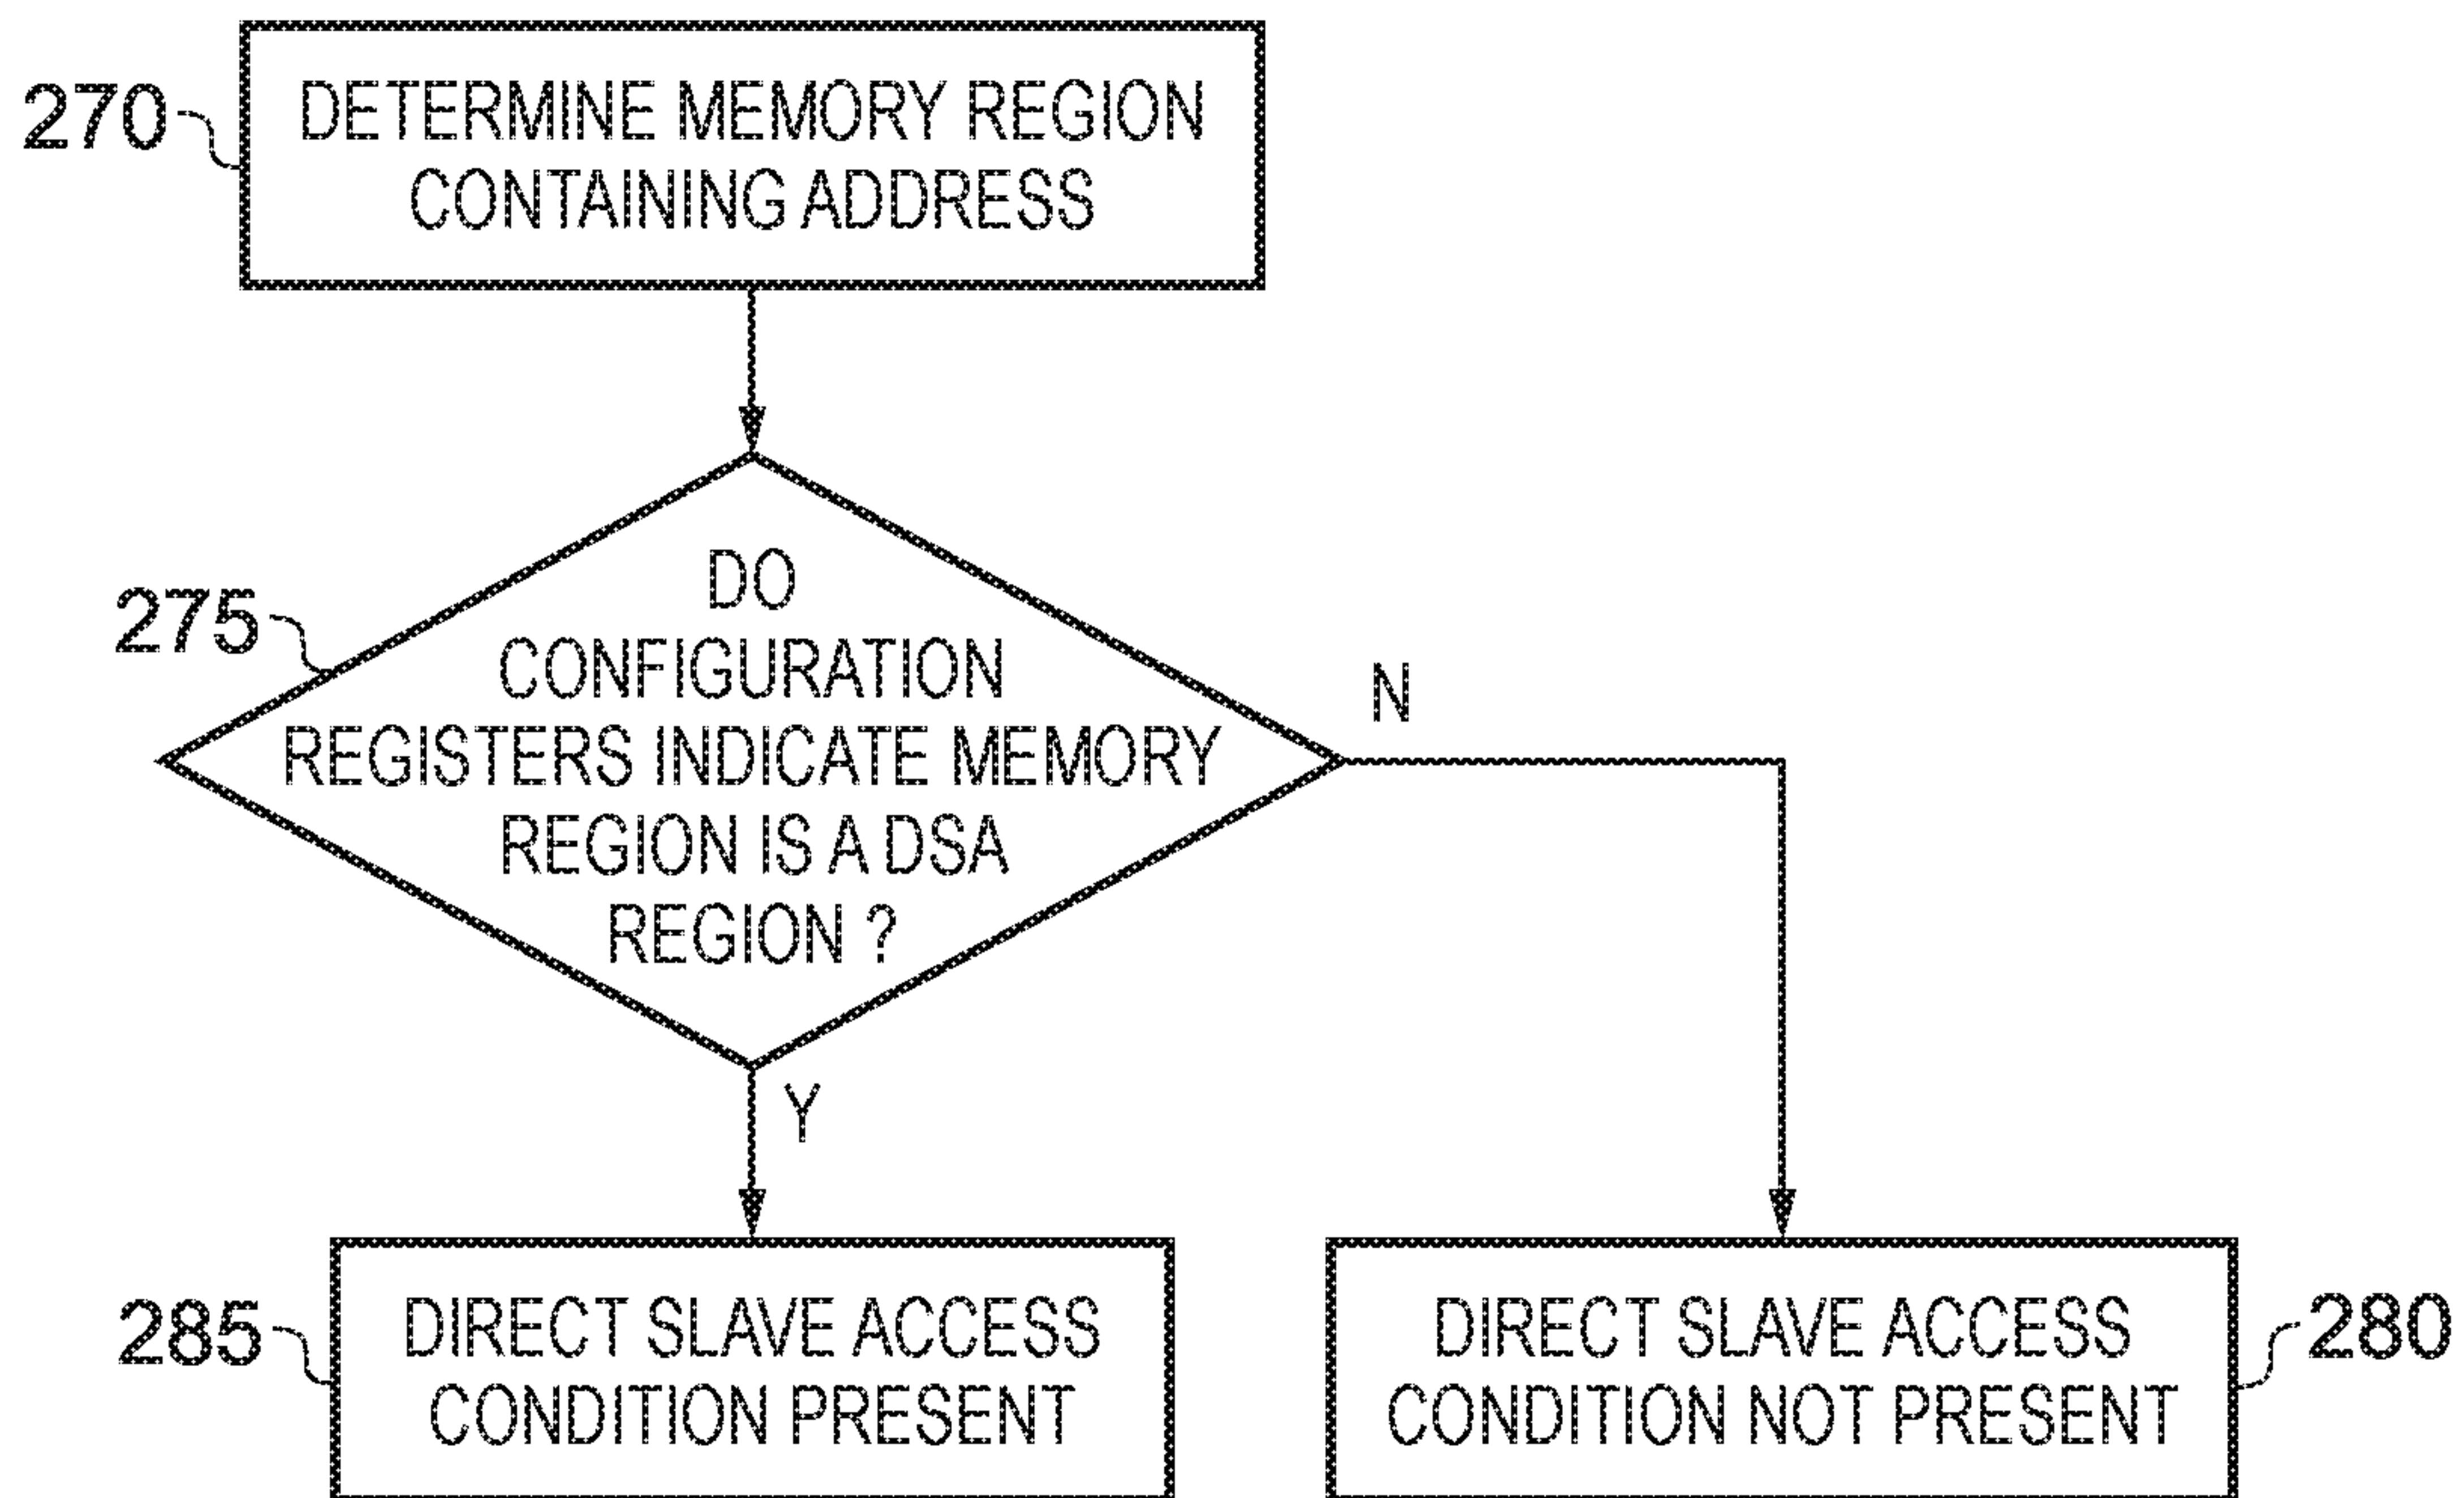 270
DETERMINE MEMORY REGION
CONTAINING ADDRESS
275
DO
CONFIGURATION
REGISTERS INDICATE MEMORY
REGION IS A DSA
REGION ?
N
Y
285
DIRECT SLAVE ACCESS
CONDITION PRESENT
DIRECT SLAVE ACCESS
CONDITION NOT PRESENT
280